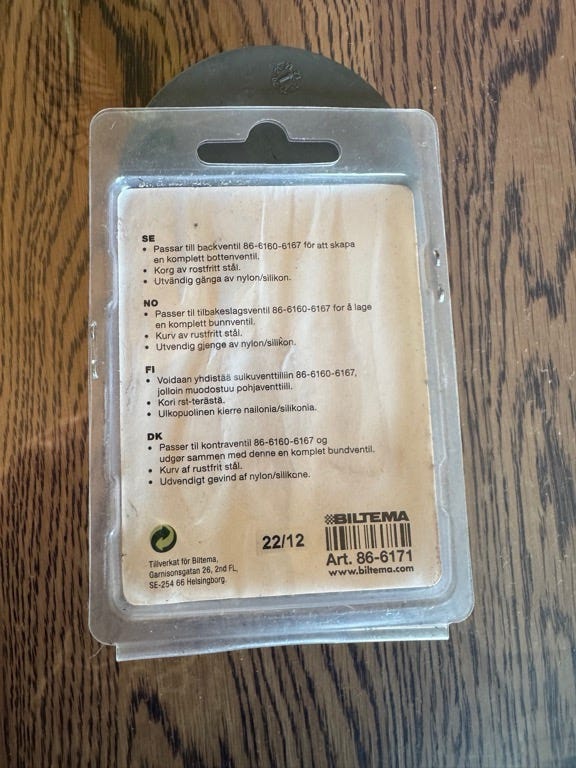 SE
• Passar till backventil 86-6160-6167 för att skapa
en komplett bottenventil.
• Korg av rostfritt stål.
• Utvändig gänga av nylon/silikon.
NO
• Passer til tilbakeslagsventil 86-6160-6167 for å lage
en komplett bunnventil.
• Kurv av rustfritt stål.
• Utvendig gjenge av nylon/silikon.
FI
• Voidaan yhdistää sulkuventtiiliin 86-6160-6167,
jolloin muodostuu pohjaventtiili.
• Kori rst-terästä.
• Ulkopuolinen kierre nailonia/silikonia.
DK
• Passer til kontraventil 86-6160-6167 og
udgør sammen med denne en komplet bundventil.
• Kurv af rustfrit stål.
• Udvendigt gevind af nylon/silikone.
Tillverkat för Biltema,
Garnisonsgatan 26, 2nd FL,
SE-254 66 Helsingborg.
22/12
BILTEMA
Art. 86-6171
www.biltema.com